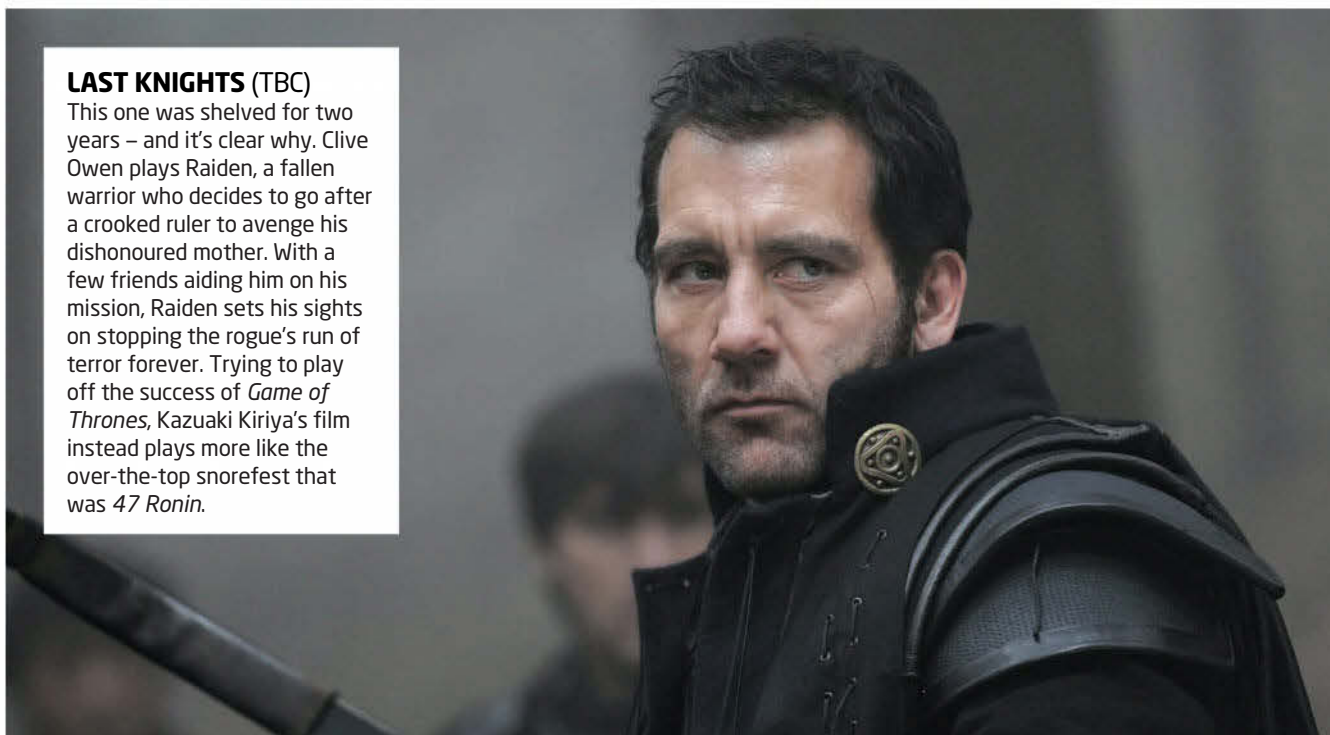 LAST KNIGHTS (TBC)
This one was shelved for two
years – and it's clear why. Clive
Owen plays Raiden, a fallen
warrior who decides to go after
a crooked ruler to avenge his
dishonoured mother. With a
few friends aiding him on his
mission, Raiden sets his sights
on stopping the rogue's run of
terror forever. Trying to play
off the success of Game of
Thrones, Kazuaki Kiriya's film
instead plays more like the
over-the-top snorefest that
was 47 Ronin.